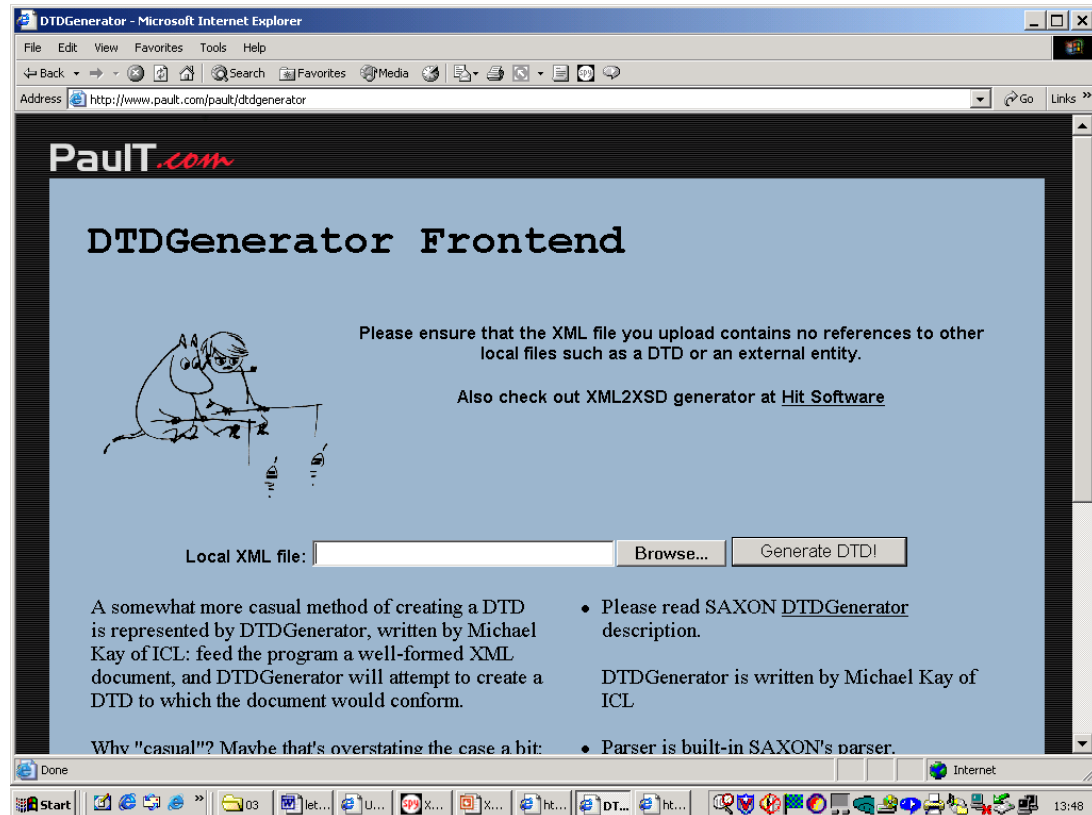 DTDGenerator - Microsoft Internet Explorer
File Edit View Favorites Tools Help
Back Search Favorites Media SPY
Address http://www.pault.com/pault/dtdgenerator Go Links »
PaulT.com
DTDGenerator Frontend
Please ensure that the XML file you upload contains no references to other
local files such as a DTD or an external entity.
Also check out XML2XSD generator at Hit Software
Local XML file: Browse... Generate DTD!
A somewhat more casual method of creating a DTD
is represented by DTDGenerator, written by Michael
Kay of ICL: feed the program a well-formed XML
document, and DTDGenerator will attempt to create a
DTD to which the document would conform.
Why "casual"? Maybe that's overstating the case a bit:
• Please read SAXON DTDGenerator
description.
DTDGenerator is written by Michael Kay of
ICL
• Parser is built-in SAXON's parser.
Done Internet
Start » 03 let... U... SPY X... X... ht... DT... ht... 13:48